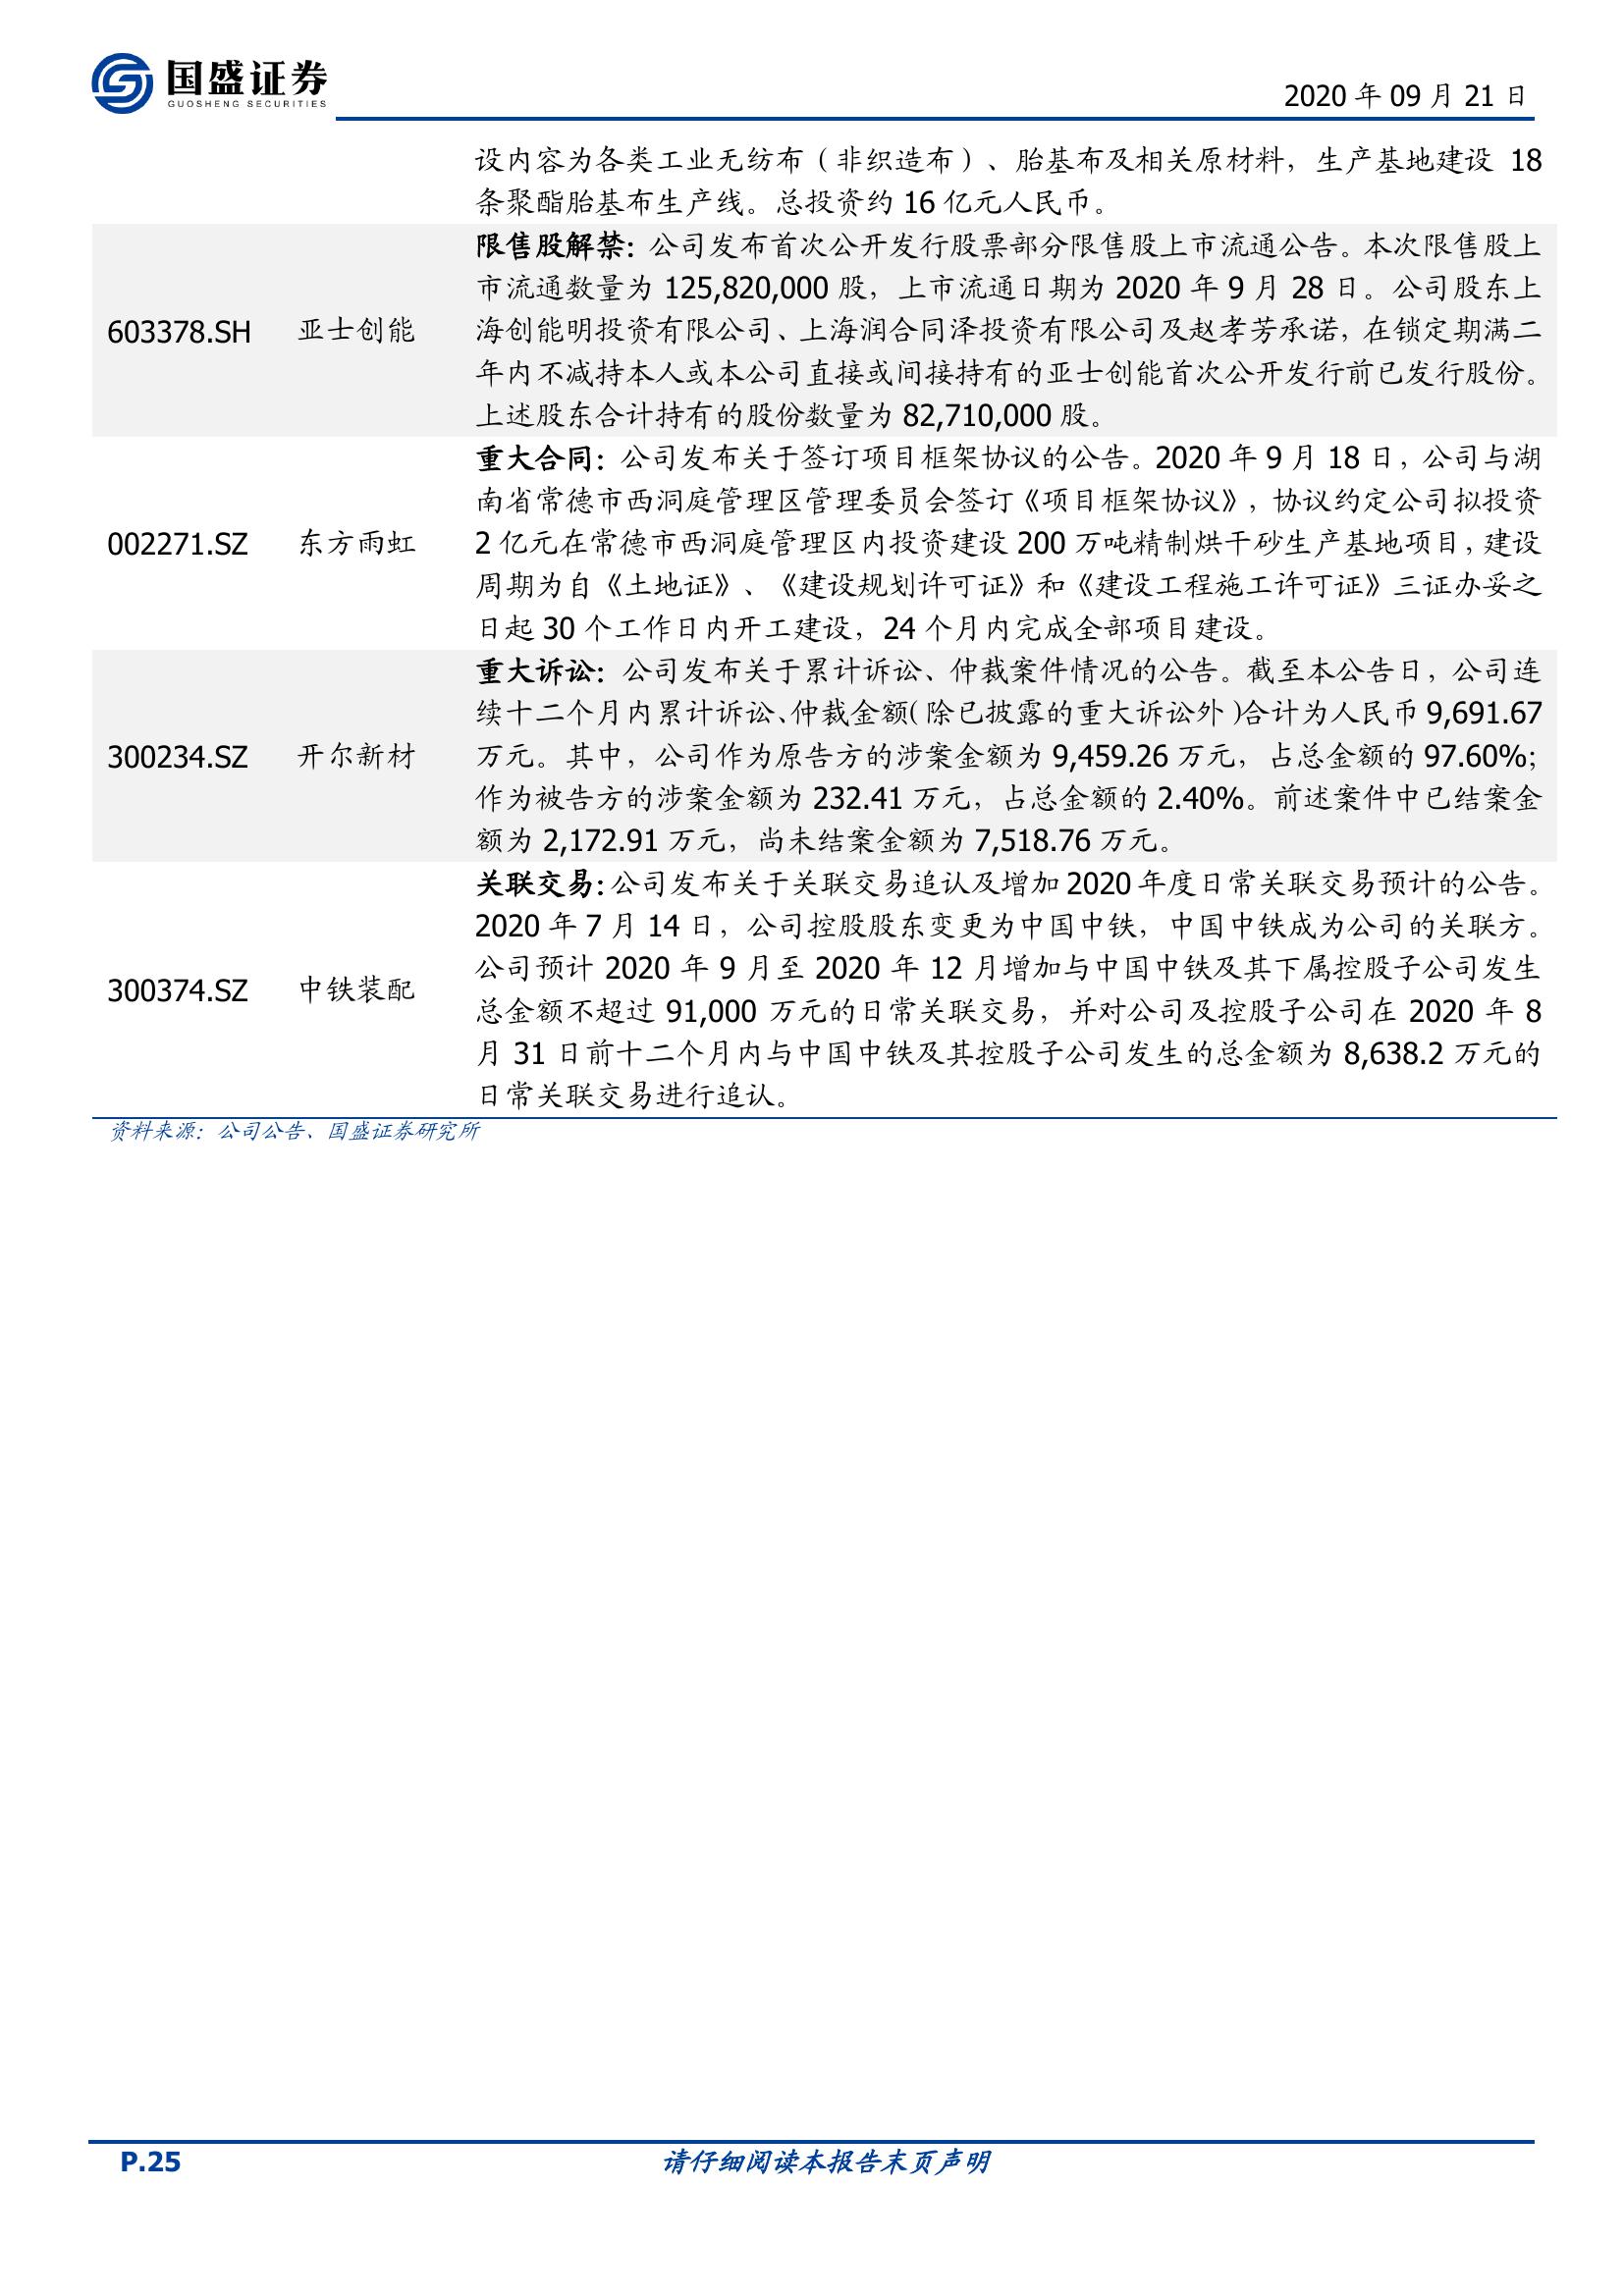 国盛证券
GUOSHENG SECURITIES
2020 年 09 月 21 日
设内容为各类工业无纺布（非织造布）、胎基布及相关原材料，生产基地建设 18
条聚酯胎基布生产线。总投资约 16 亿元人民币。
603378.SH
亚士创能
限售股解禁：公司发布首次公开发行股票部分限售股上市流通公告。本次限售股上
市流通数量为 125,820,000 股，上市流通日期为 2020 年 9 月 28 日。公司股东上
海创能明投资有限公司、上海润合同泽投资有限公司及赵孝芳承诺，在锁定期满二
年内不减持本人或本公司直接或间接持有的亚士创能首次公开发行前已发行股份。
上述股东合计持有的股份数量为 82,710,000 股。
002271.SZ
东方雨虹
重大合同：公司发布关于签订项目框架协议的公告。2020 年 9 月 18 日，公司与湖
南省常德市西洞庭管理区管理委员会签订《项目框架协议》，协议约定公司拟投资
2 亿元在常德市西洞庭管理区内投资建设 200 万吨精制烘干砂生产基地项目，建设
周期为自《土地证》、《建设规划许可证》和《建设工程施工许可证》三证办妥之
日起 30 个工作日内开工建设，24 个月内完成全部项目建设。
300234.SZ
开尔新材
重大诉讼：公司发布关于累计诉讼、仲裁案件情况的公告。截至本公告日，公司连
续十二个月内累计诉讼、仲裁金额（除已披露的重大诉讼外）合计为人民币 9,691.67
万元。其中，公司作为原告方的涉案金额为 9,459.26 万元，占总金额的 97.60%；
作为被告方的涉案金额为 232.41 万元，占总金额的 2.40%。前述案件中已结案金
额为 2,172.91 万元，尚未结案金额为 7,518.76 万元。
300374.SZ
中铁装配
关联交易：公司发布关于关联交易追认及增加 2020 年度日常关联交易预计的公告。
2020 年 7 月 14 日，公司控股股东变更为中国中铁，中国中铁成为公司的关联方。
公司预计 2020 年 9 月至 2020 年 12 月增加与中国中铁及其下属控股子公司发生
总金额不超过 91,000 万元的日常关联交易，并对公司及控股子公司在 2020 年 8
月 31 日前十二个月内与中国中铁及其控股子公司发生的总金额为 8,638.2 万元的
日常关联交易进行追认。
资料来源：公司公告、国盛证券研究所
P.25
请仔细阅读本报告末页声明